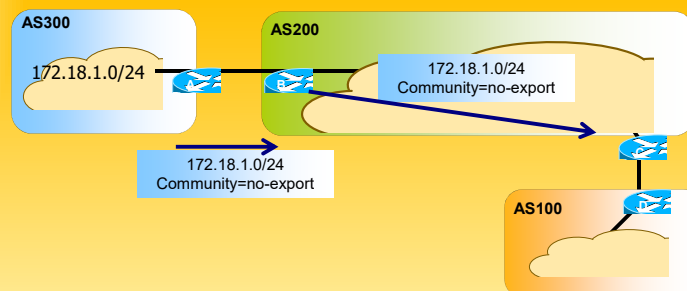 AS300
AS200
172.18.1.0/24
A
B
172.18.1.0/24
Community=no-export
172.18.1.0/24
Community=no-export
C
D
AS100